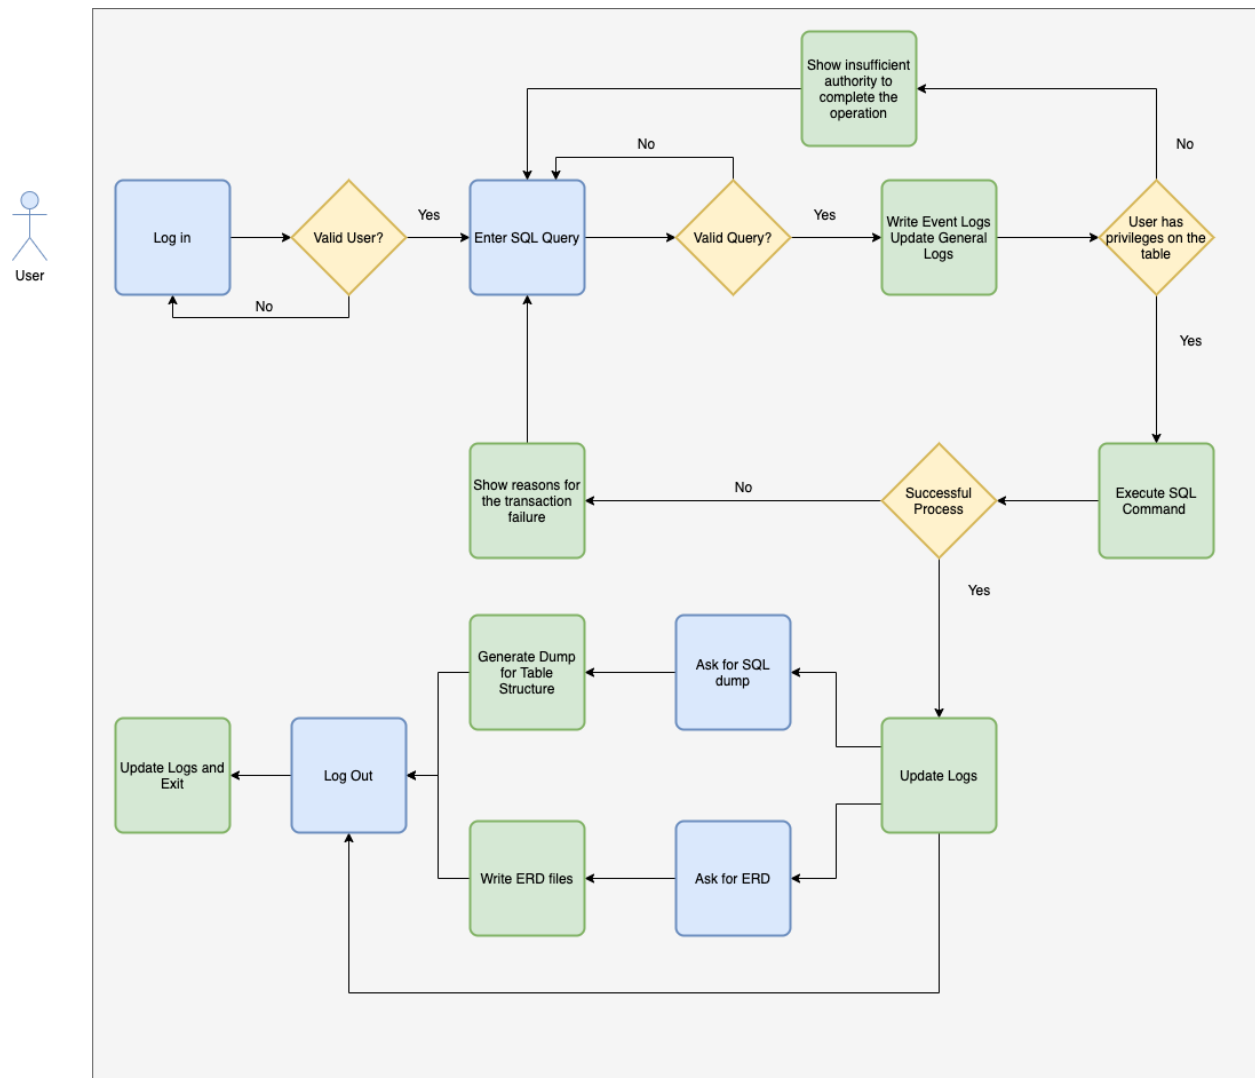 Show insufficient
authority to
complete the
operation
No
No
User
Log in
Valid User?
Yes
Enter SQL Query
Valid Query?
Yes
Write Event Logs
Update General
Logs
User has
privileges on the
table
No
Yes
Show reasons for
the transaction
failure
No
Successful
Process
Execute SQL
Command
Yes
Generate Dump
for Table
Structure
Ask for SQL
dump
Update Logs and
Exit
Log Out
Update Logs
Write ERD files
Ask for ERD